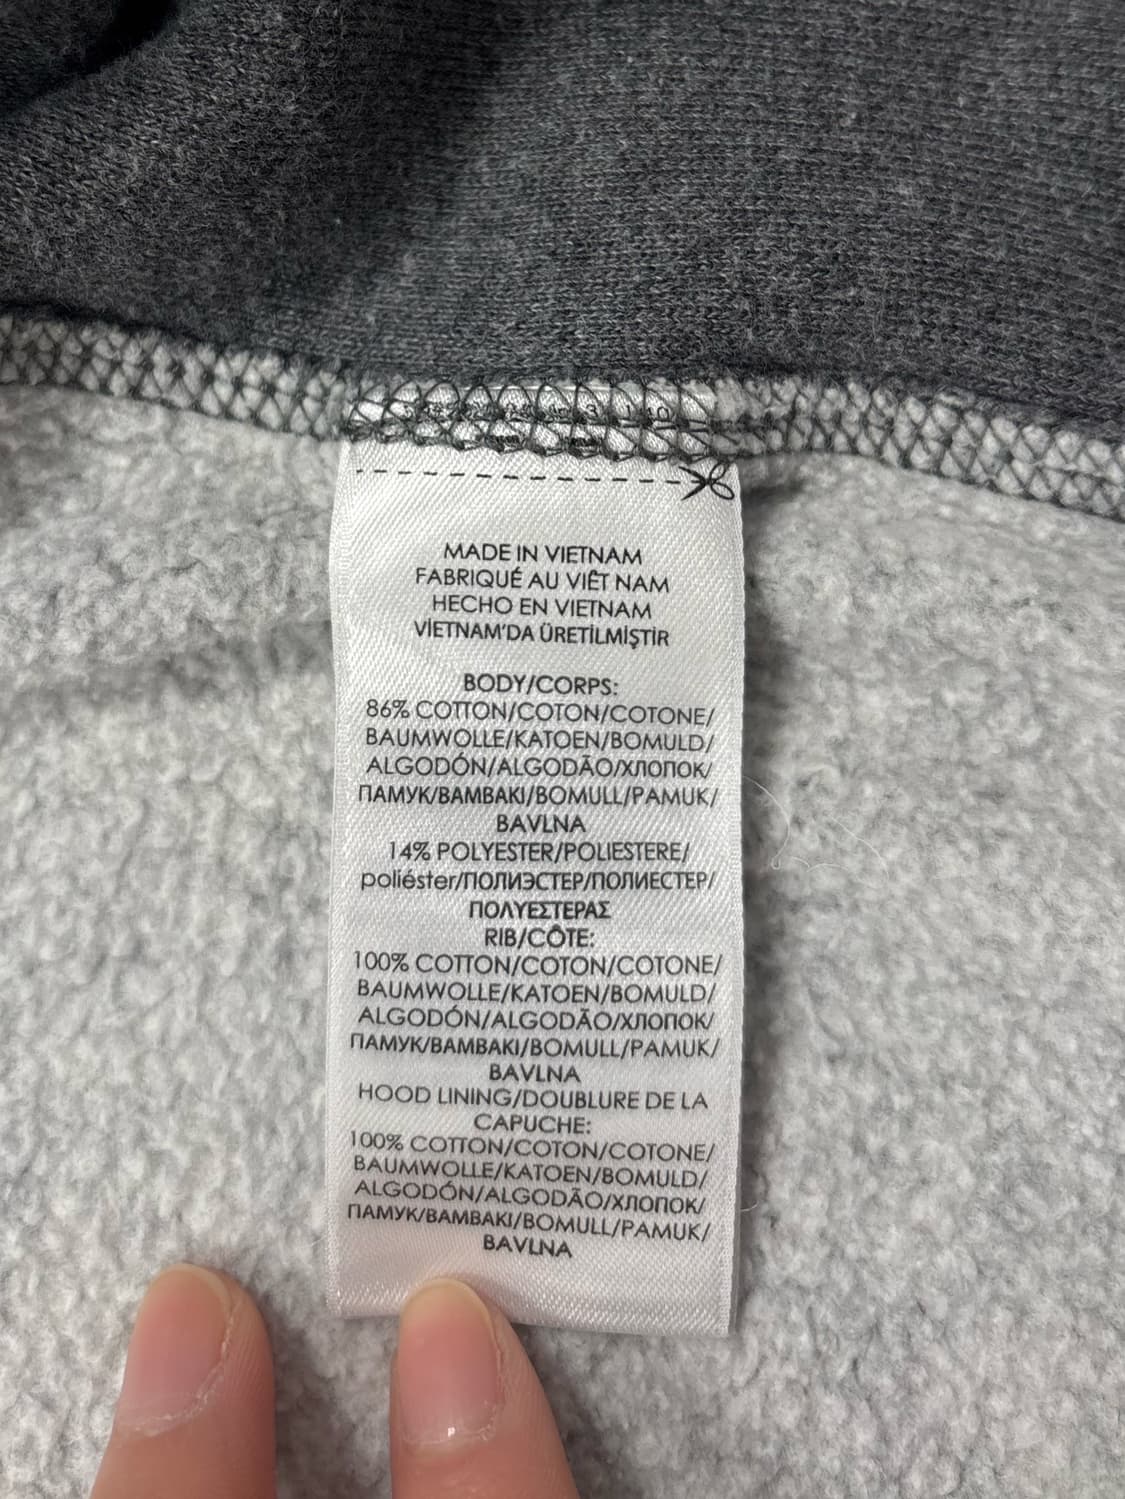 MADE IN VIETNAM
FABRIQUÉ AU VIÊT NAM
HECHO EN VIETNAM
VİETNAM'DA ÜRETİLMİŞTİR
BODY/CORPS:
86% COTTON/COTON/COTONE/
BAUMWOLLE/KATOEN/BOMULD/
ALGODÓN/ALGODÃO/ХЛОПОК/
ПАМУК/ΒΑΜΒΑΚΙ/BOMULL/PAMUK/
BAVLNA
14% POLYESTER/POLIESTERE/
poliéster/ПОЛИЭСТЕР/ПОЛИЕСТЕР/
ΠΟΛΥΕΣΤΕΡΑΣ
RIB/CÔTE:
100% COTTON/COTON/COTONE/
BAUMWOLLE/KATOEN/BOMULD/
ALGODÓN/ALGODÃO/ХЛОПОК/
ПАМУК/ΒΑΜΒΑΚΙ/BOMULL/PAMUK/
BAVLNA
HOOD LINING/DOUBLURE DE LA
CAPUCHE:
100% COTTON/COTON/COTONE/
BAUMWOLLE/KATOEN/BOMULD/
ALGODÓN/ALGODÃO/ХЛОПОК/
ПАМУК/ΒΑΜΒΑΚΙ/BOMULL/PAMUK/
BAVLNA